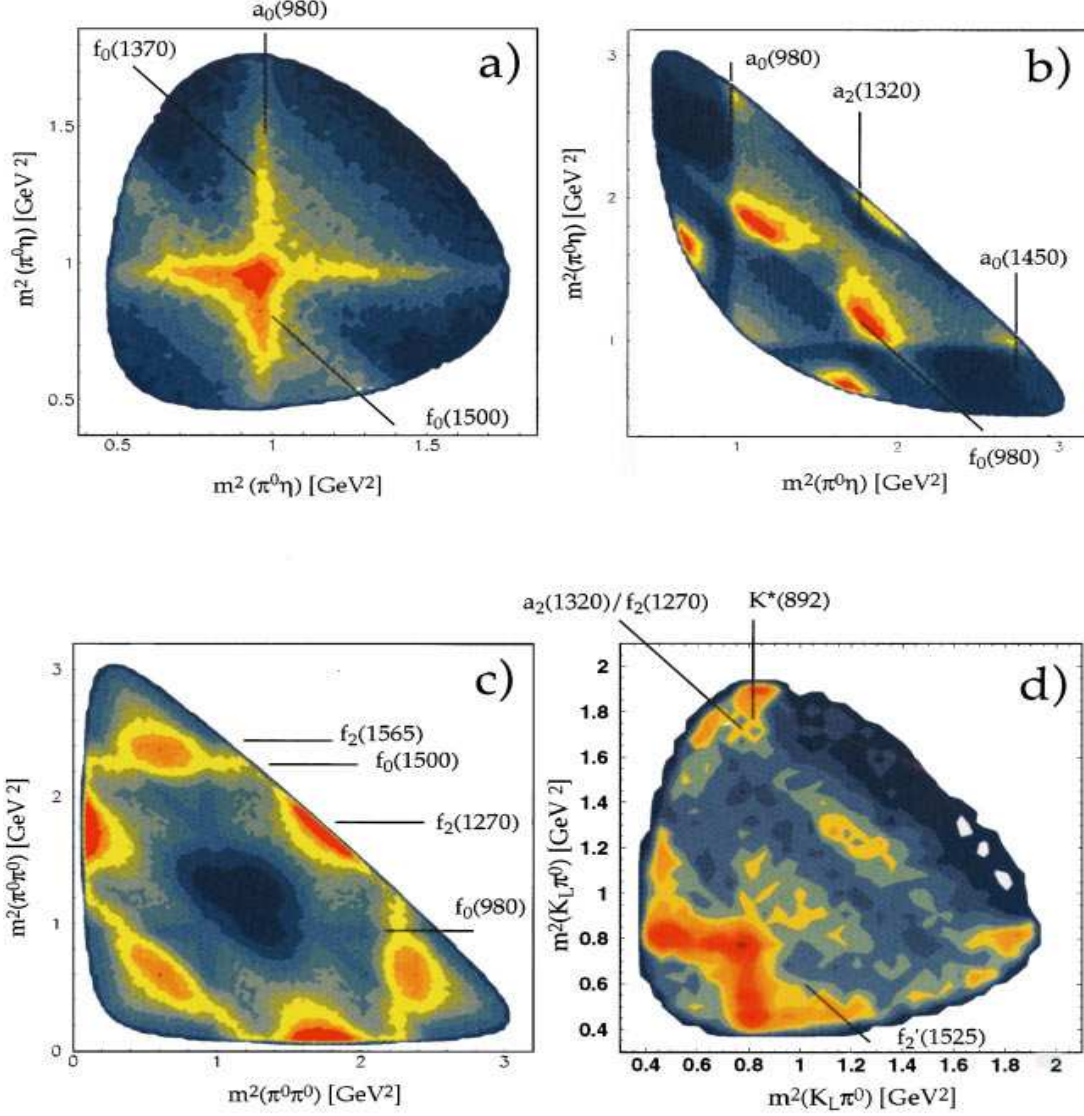 a₀(980)
f₀(1370)
a)
1.5
1
0.5
m² (π⁰η) [GeV²]
0.5
1
1.5
f₀(1500)
m² (π⁰η) [GeV²]
b)
a₀(980)
a₂(1320)
3
2
1
m²(π⁰η) [GeV²]
a₀(1450)
1
2
3
f₀(980)
m²(π⁰η) [GeV²]
c)
3
2
1
0
m²(π⁰π⁰) [GeV²]
f₂(1565)
f₀(1500)
f₂(1270)
f₀(980)
0
1
2
3
m²(π⁰π⁰) [GeV²]
a₂(1320)/f₂(1270)
K*(892)
d)
2
1.8
1.6
1.4
1.2
1
0.8
0.6
0.4
m²(K_Lπ⁰) [GeV²]
f₂'(1525)
0.4
0.6
0.8
1
1.2
1.4
1.6
1.8
2
m²(K_Lπ⁰) [GeV²]